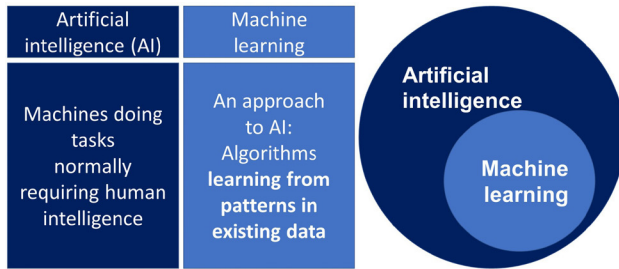 Artificial
intelligence (AI)
Machine
learning
Machines doing
tasks
normally
requiring human
intelligence
An approach
to AI:
Algorithms
learning from
patterns in
existing data
Artificial
intelligence
Machine
learning